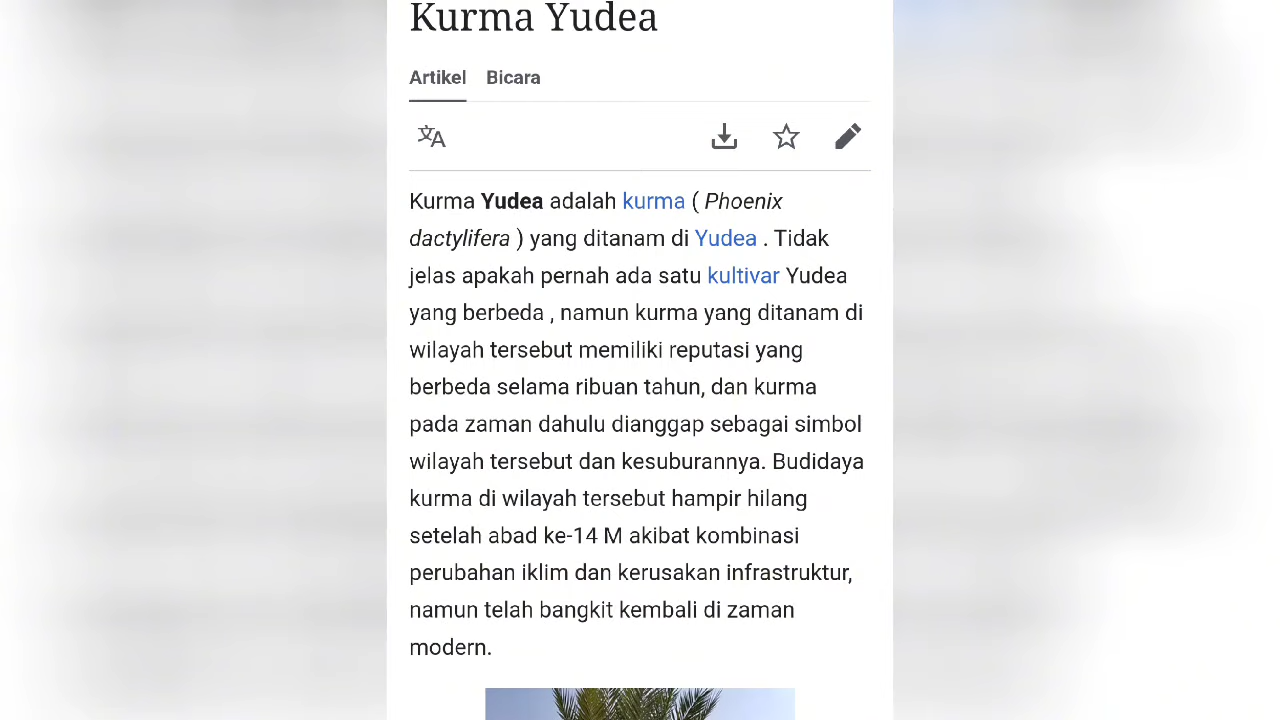 Kurma Yudea
Artikel Bicara
文A
Kurma Yudea adalah kurma ( Phoenix
dactylifera ) yang ditanam di Yudea . Tidak
jelas apakah pernah ada satu kultivar Yudea
yang berbeda , namun kurma yang ditanam di
wilayah tersebut memiliki reputasi yang
berbeda selama ribuan tahun, dan kurma
pada zaman dahulu dianggap sebagai simbol
wilayah tersebut dan kesuburannya. Budidaya
kurma di wilayah tersebut hampir hilang
setelah abad ke-14 M akibat kombinasi
perubahan iklim dan kerusakan infrastruktur,
namun telah bangkit kembali di zaman
modern.